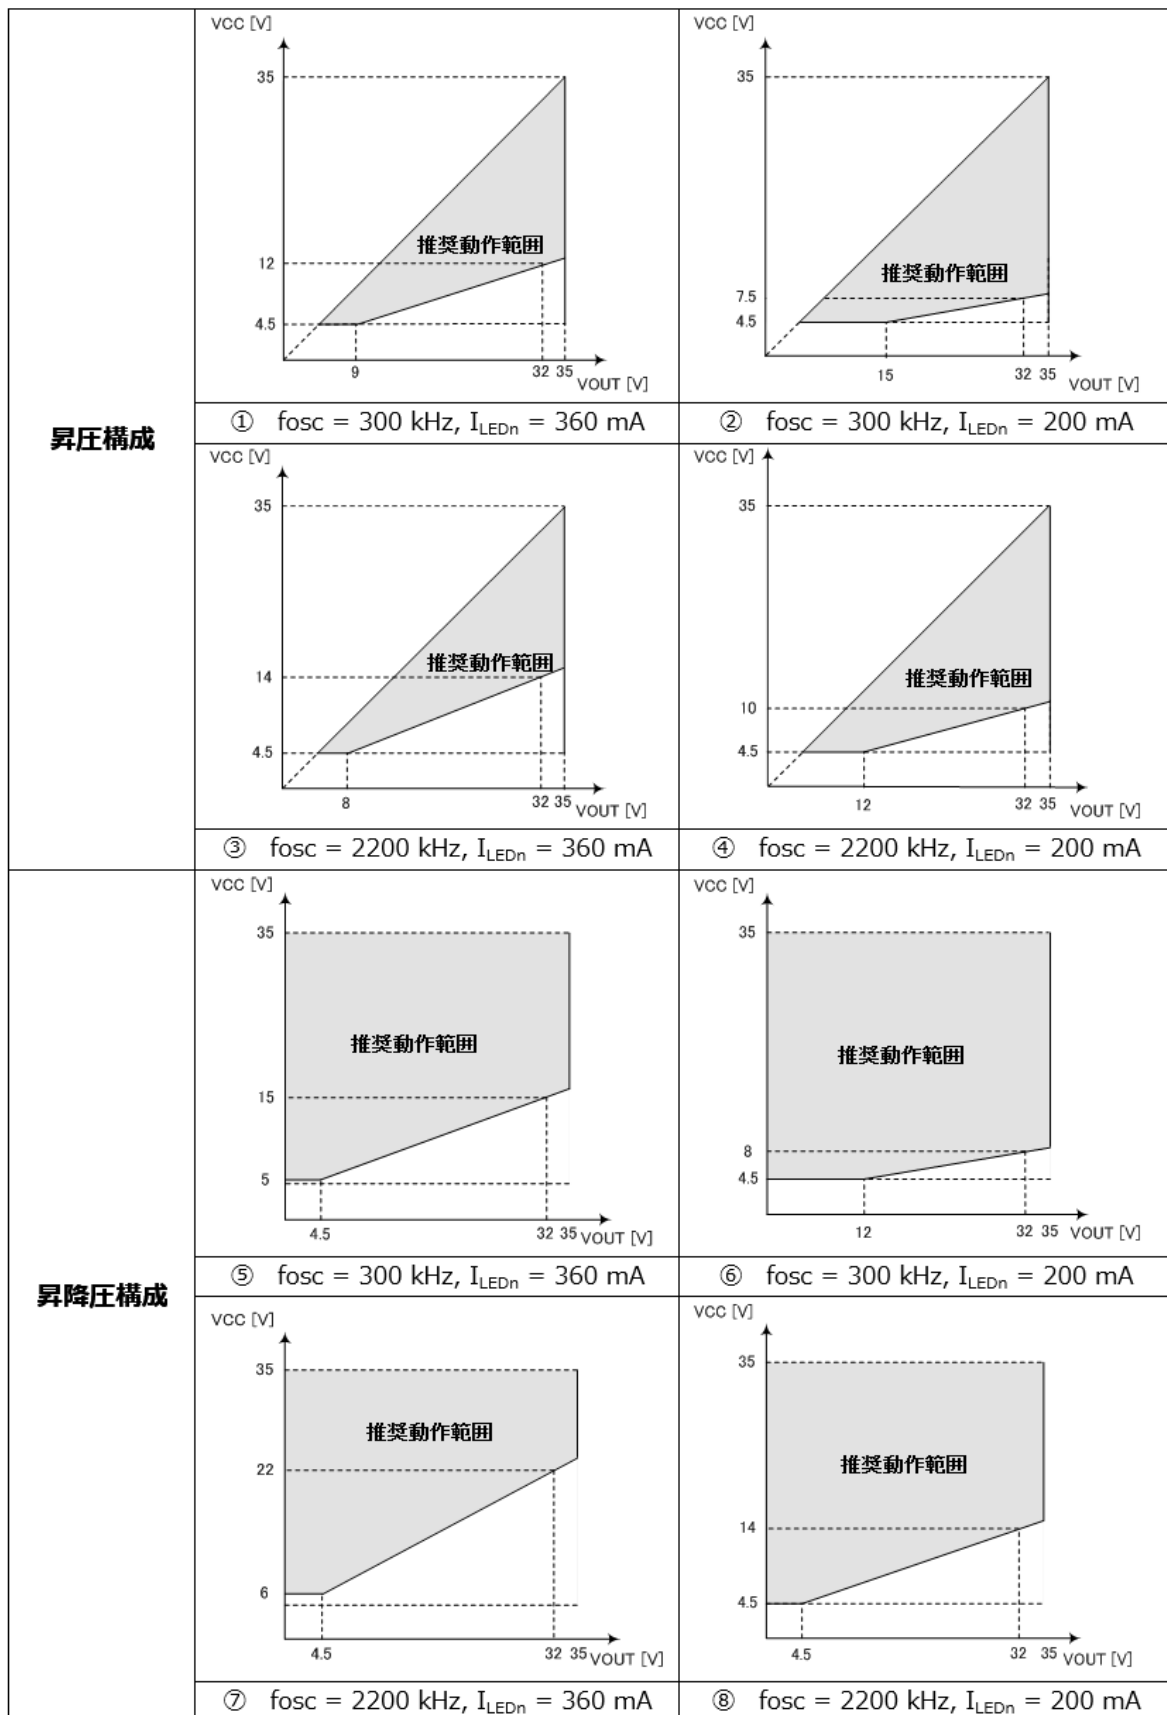 昇圧構成
VCC [V]
35
推奨動作範囲
12
4.5
9
32 35
VOUT [V]
① fosc = 300 kHz, ILEDn = 360 mA
VCC [V]
35
推奨動作範囲
7.5
4.5
15
32 35
VOUT [V]
② fosc = 300 kHz, ILEDn = 200 mA
VCC [V]
35
推奨動作範囲
14
4.5
8
32 35
VOUT [V]
③ fosc = 2200 kHz, ILEDn = 360 mA
VCC [V]
35
推奨動作範囲
10
4.5
12
32 35
VOUT [V]
④ fosc = 2200 kHz, ILEDn = 200 mA
昇降圧構成
VCC [V]
35
推奨動作範囲
15
5
4.5
32 35
VOUT [V]
⑤ fosc = 300 kHz, ILEDn = 360 mA
VCC [V]
35
推奨動作範囲
8
4.5
12
32 35
VOUT [V]
⑥ fosc = 300 kHz, ILEDn = 200 mA
VCC [V]
35
推奨動作範囲
22
6
4.5
32 35
VOUT [V]
⑦ fosc = 2200 kHz, ILEDn = 360 mA
VCC [V]
35
推奨動作範囲
14
4.5
4.5
32 35
VOUT [V]
⑧ fosc = 2200 kHz, ILEDn = 200 mA